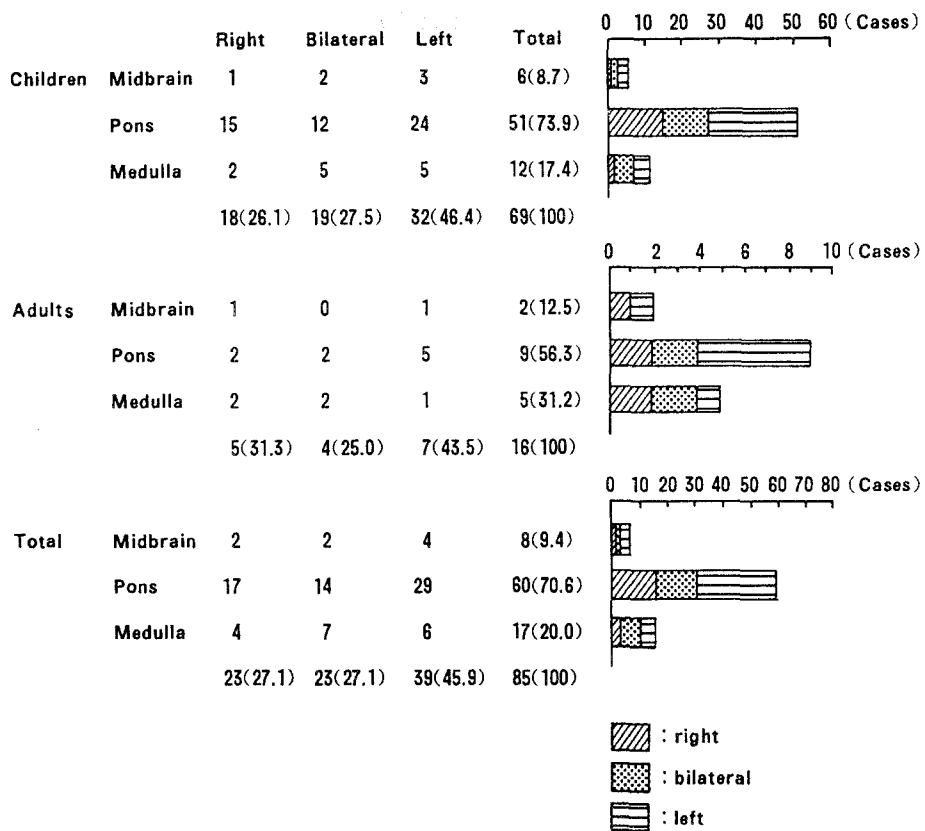 0 10 20 30 40 50 60 (Cases)
Right Bilateral Left Total
Children Midbrain 1 2 3 6(8.7)
Pons 15 12 24 51(73.9)
Medulla 2 5 5 12(17.4)
18(26.1) 19(27.5) 32(46.4) 69(100)
0 2 4 6 8 10 (Cases)
Adults Midbrain 1 0 1 2(12.5)
Pons 2 2 5 9(56.3)
Medulla 2 2 1 5(31.2)
5(31.3) 4(25.0) 7(43.5) 16(100)
0 10 20 30 40 50 60 70 80 (Cases)
Total Midbrain 2 2 4 8(9.4)
Pons 17 14 29 60(70.6)
Medulla 4 7 6 17(20.0)
23(27.1) 23(27.1) 39(45.9) 85(100)
: right
: bilateral
: left